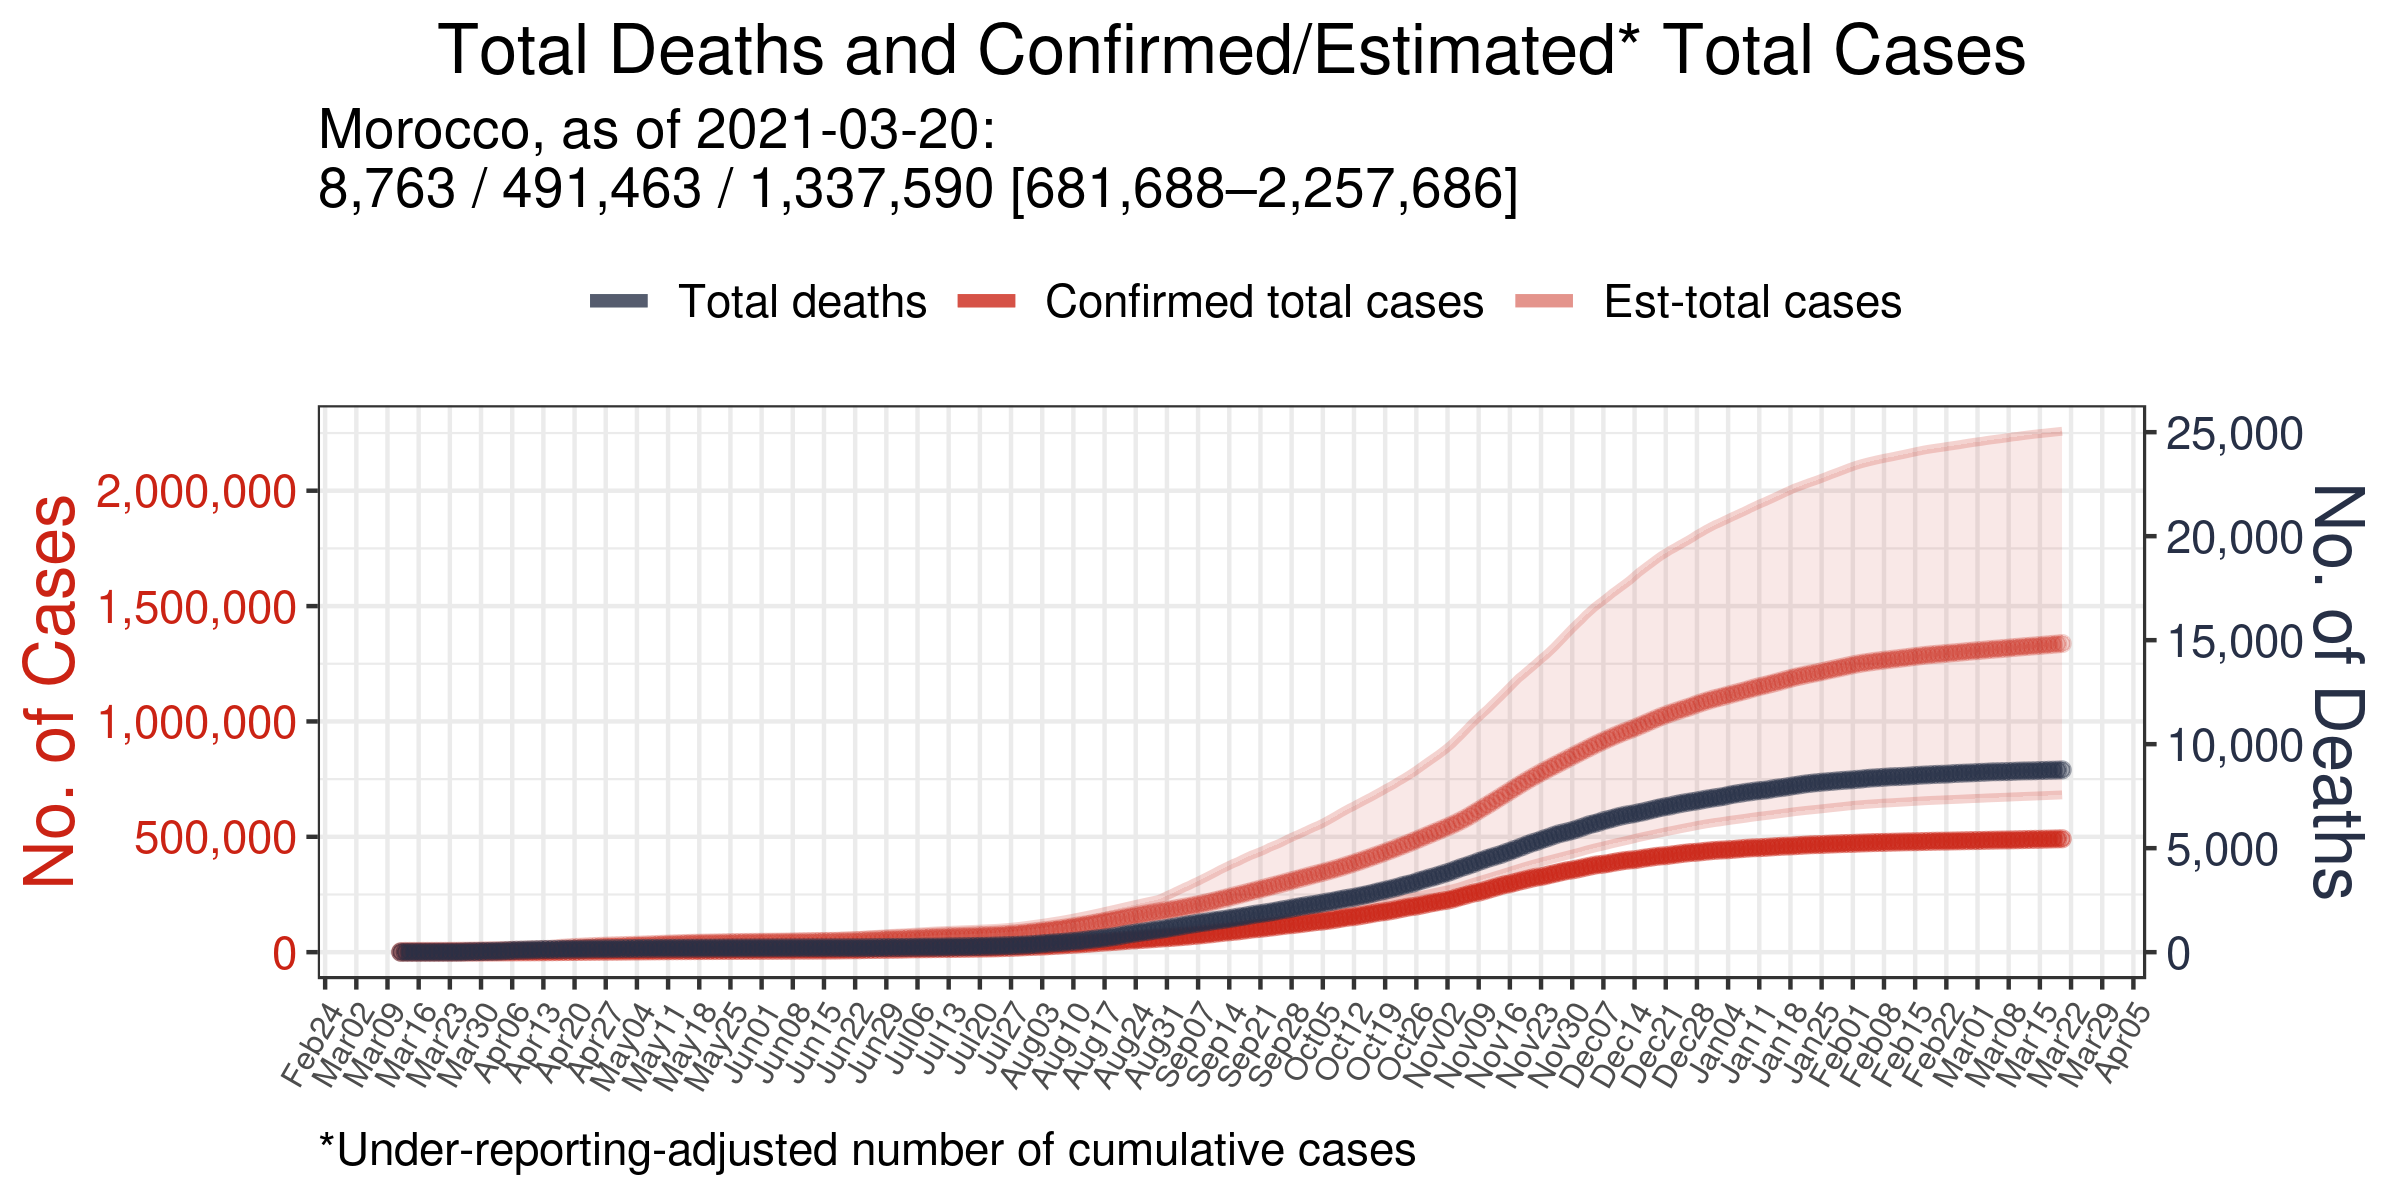 Total Deaths and Confirmed/Estimated* Total Cases
Morocco, as of 2021-03-20:
8,763 / 491,463 / 1,337,590 [681,688–2,257,686]
Total deaths
Confirmed total cases
Est-total cases
No. of Cases
2,000,000
1,500,000
1,000,000
500,000
0
25,000
20,000
15,000
10,000
5,000
0
No. of Deaths
Feb24
Mar02
Mar09
Mar16
Mar23
Mar30
Apr06
Apr13
Apr20
Apr27
May04
May11
May18
May25
Jun01
Jun08
Jun15
Jun22
Jun29
Jul06
Jul13
Jul20
Jul27
Aug03
Aug10
Aug17
Aug24
Aug31
Sep07
Sep14
Sep21
Sep28
Oct05
Oct12
Oct19
Oct26
Nov02
Nov09
Nov16
Nov23
Nov30
Dec07
Dec14
Dec21
Dec28
Jan04
Jan11
Jan18
Jan25
Feb01
Feb08
Feb15
Feb22
Mar01
Mar08
Mar15
Mar22
Mar29
Apr05
*Under-reporting-adjusted number of cumulative cases